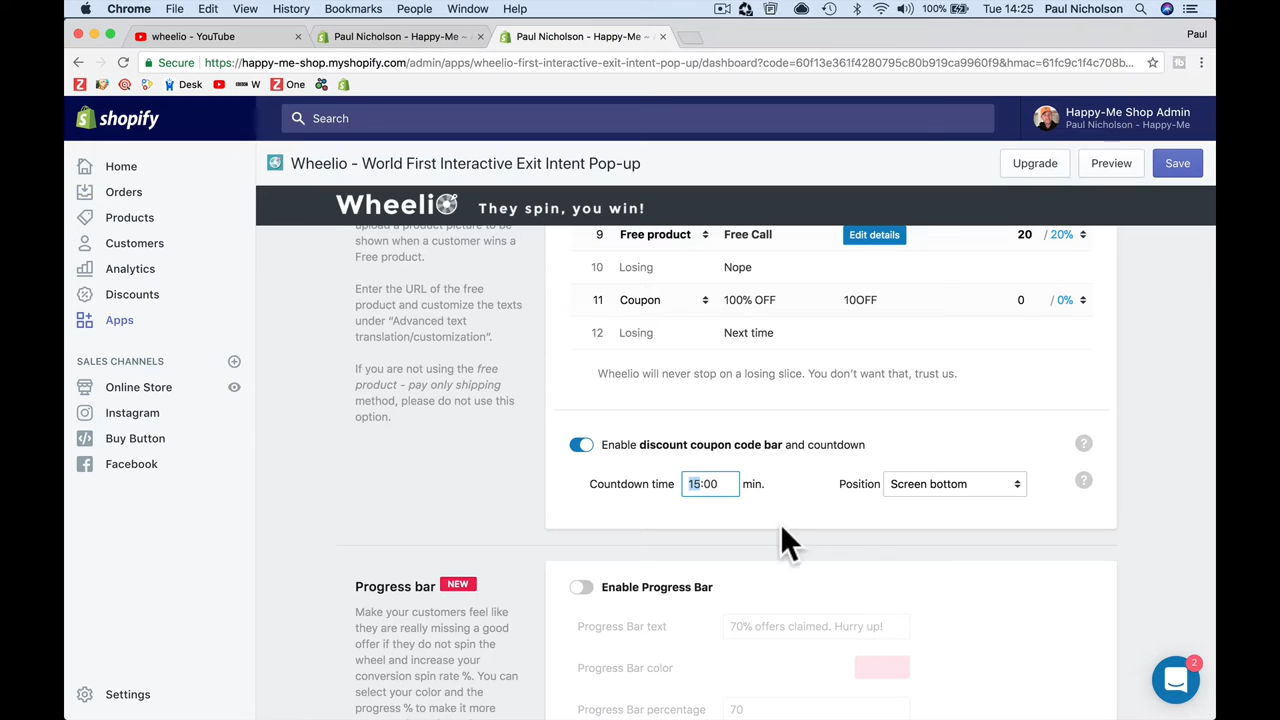 Chrome File Edit View History Bookmarks People Window Help 100% Tue 14:25 Paul Nicholson
wheelio - YouTube × Paul Nicholson - Happy-Me ~ × Paul Nicholson - Happy-Me ~ × Paul
Secure https://happy-me-shop.myshopify.com/admin/apps/wheelio-first-interactive-exit-intent-pop-up/dashboard?code=60f13e361f4280795c80b919ca9960f9&hmac=61fc9c1f4c708b...
Desk W One
shopify Search Happy-Me Shop Admin
Paul Nicholson - Happy-Me
Wheelio - World First Interactive Exit Intent Pop-up Upgrade Preview Save
Wheelio They spin, you win!
Home
Orders
Products
Customers
Analytics
Discounts
Apps
SALES CHANNELS
Online Store
Instagram
Buy Button
Facebook
Settings
upload a product picture to
be shown when a customer wins a
Free product.
Enter the URL of the free
product and customize the texts
under “Advanced text
translation/customization”.
If you are not using the free
product - pay only shipping
method, please do not use this
option.
9 Free product Free Call Edit details 20 / 20%
10 Losing Nope
11 Coupon 100% OFF 10OFF 0 / 0%
12 Losing Next time
Wheelio will never stop on a losing slice. You don't want that, trust us.
Enable discount coupon code bar and countdown ?
Countdown time 15:00 min. Position Screen bottom ?
Progress bar NEW
Make your customers feel like
they are really missing a good
offer if they do not spin the
wheel and increase your
conversion spin rate %. You can
select your color and the
progress % to make it more
Enable Progress Bar
Progress Bar text 70% offers claimed. Hurry up!
Progress Bar color
Progress Bar percentage 70
2